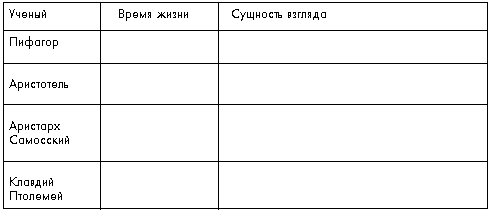 Ученый Время жизни Сущность взгляда
Пифагор
Аристотель
Аристарх
Самосский
Клавдий
Птолемей